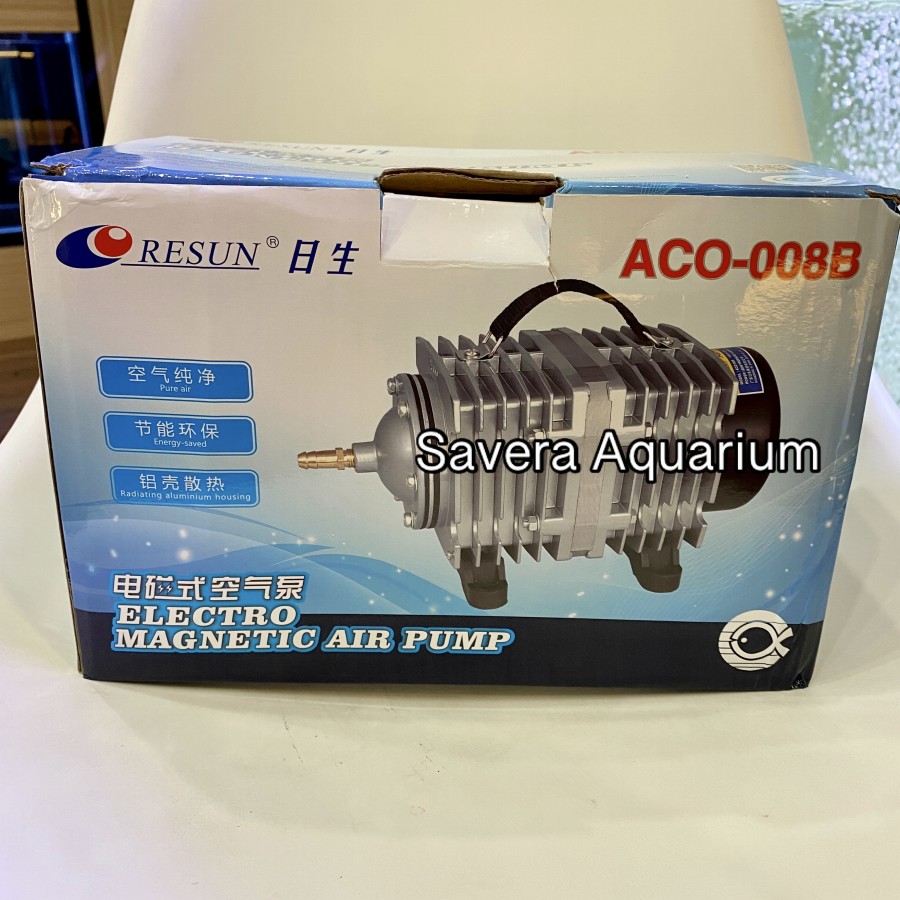 RESUN® 日生
ACO-008B
空气纯净
Pure air
节能环保
Energy-saved
铝壳散热
Radiating aluminium housing
Savera Aquarium
电磁式空气泵
ELECTRO
MAGNETIC AIR PUMP